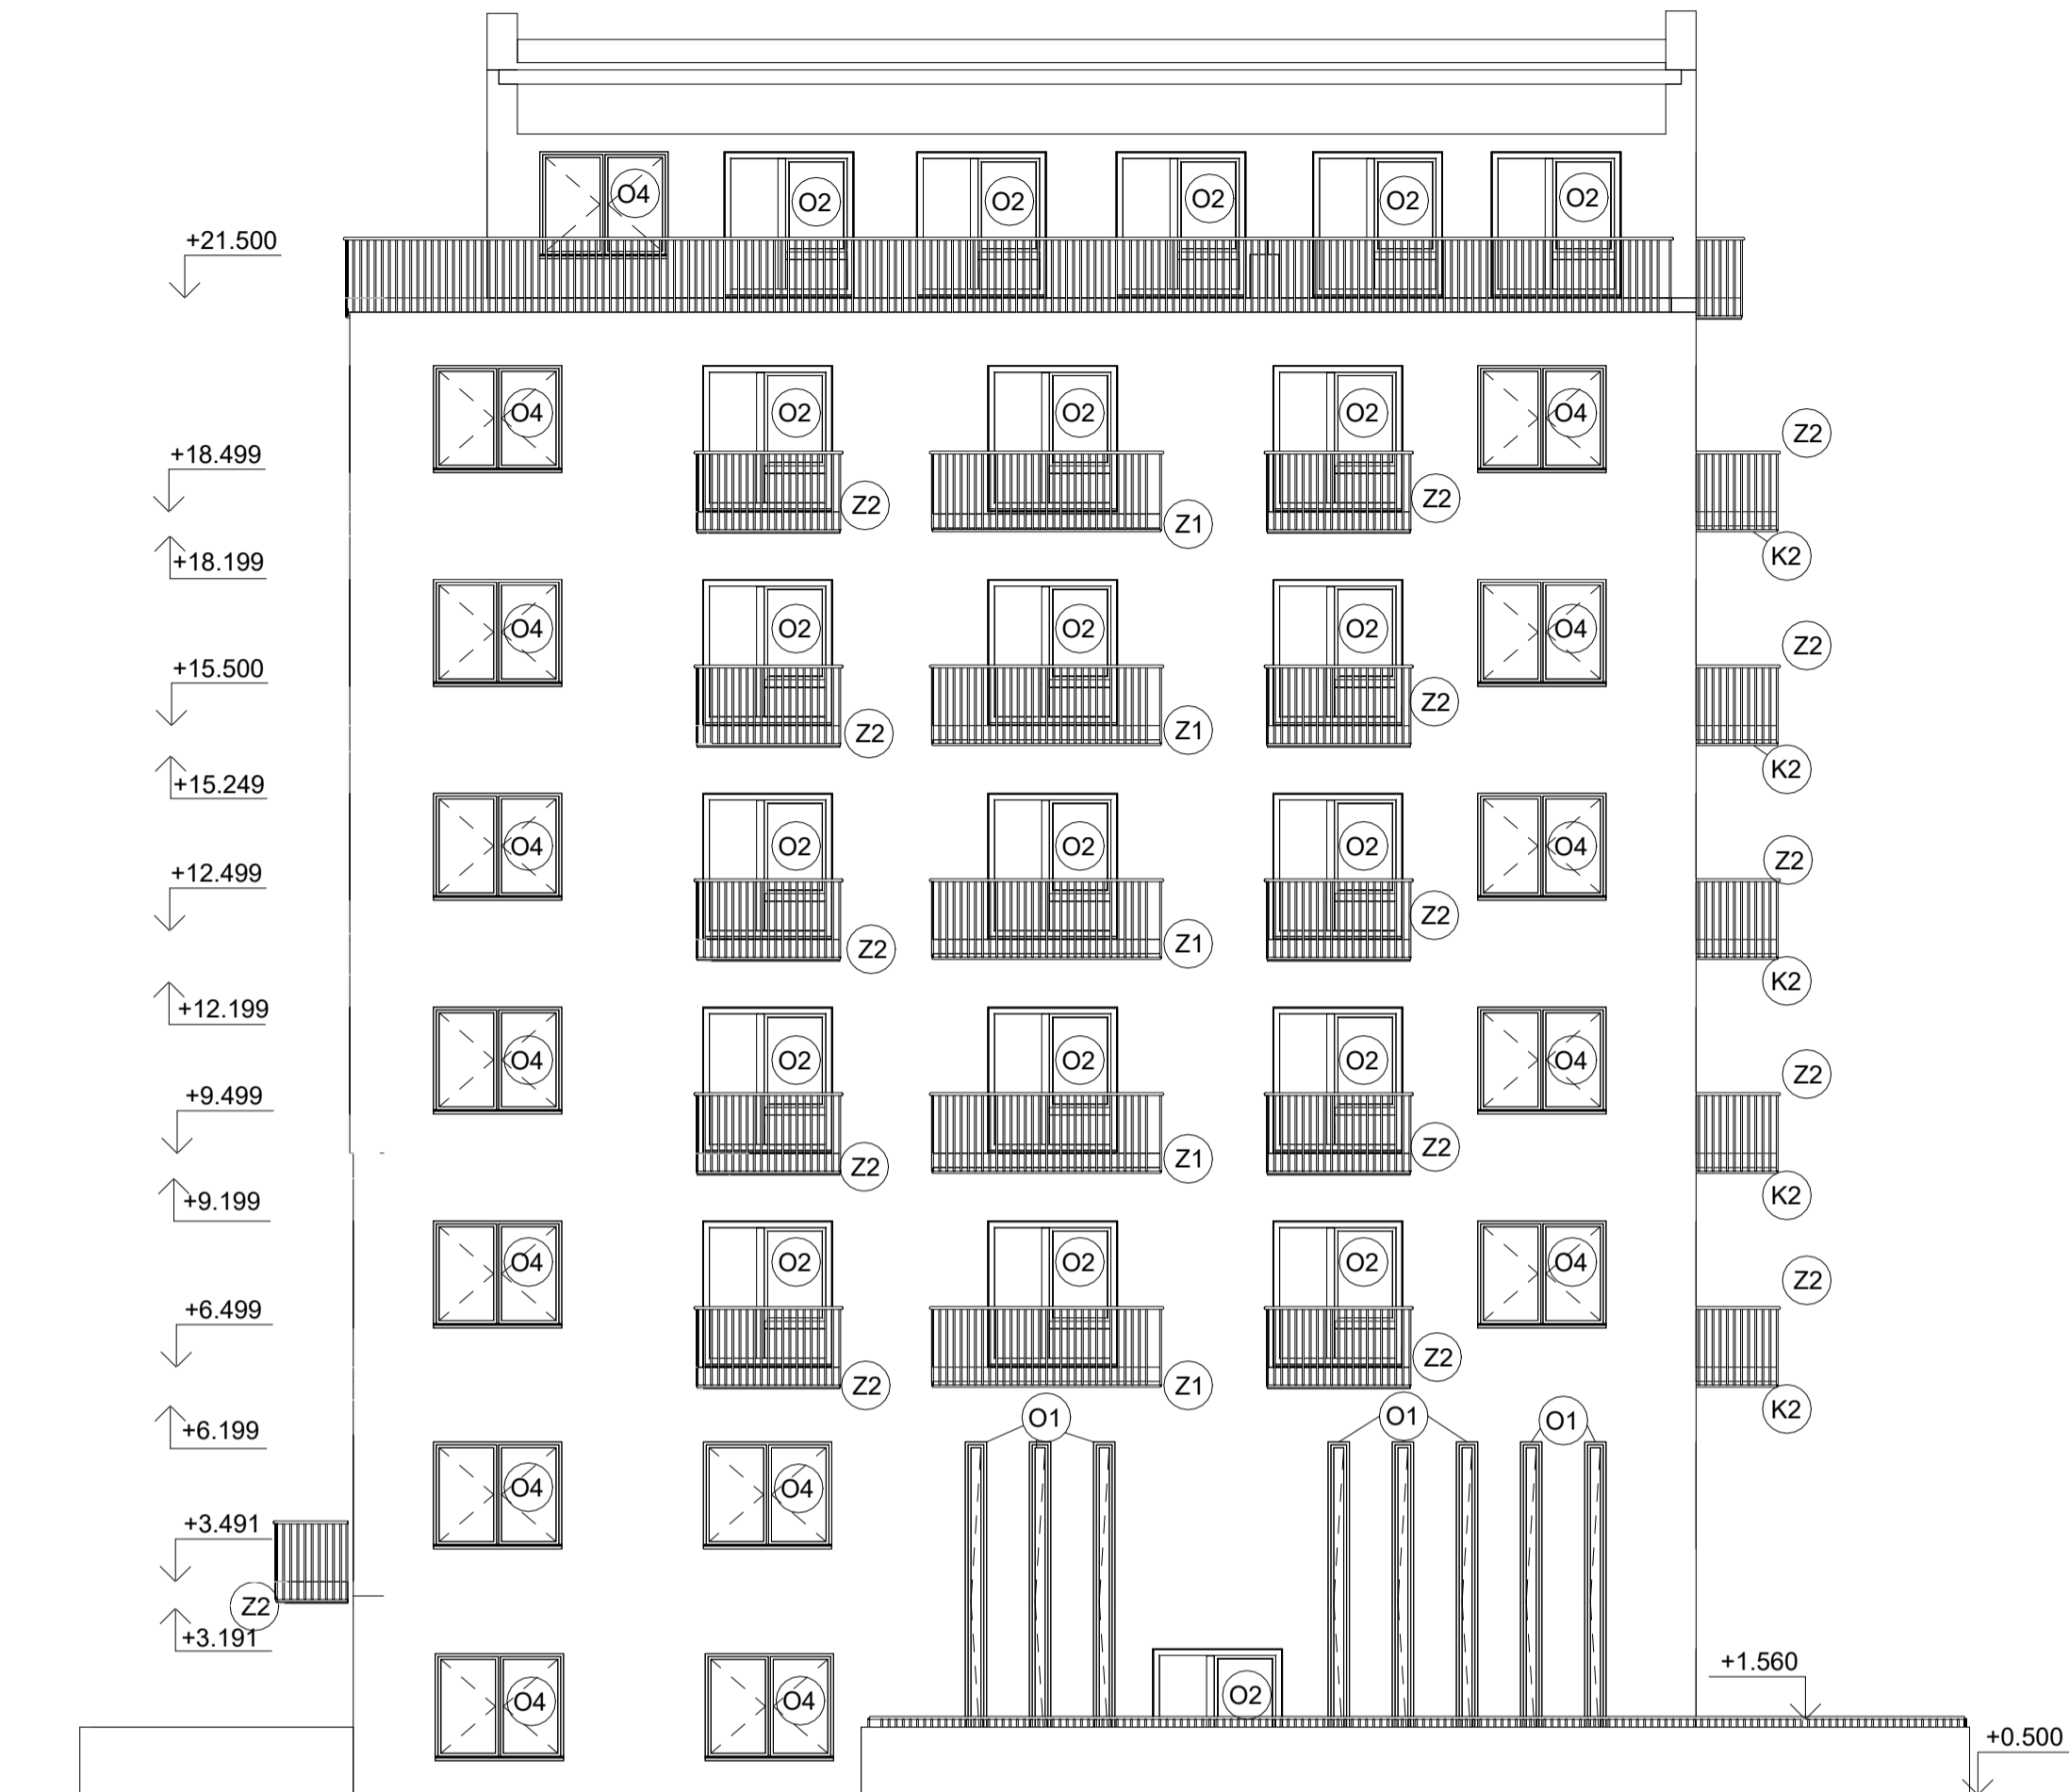 O4 O2 O2 O2 O2 O2
+21.500
O4 O2 O2 O2 O4 Z2
+18.499
Z2 Z1 Z2
+18.199 K2
O4 O2 O2 O2 O4 Z2
+15.500
Z2 Z1 Z2
+15.249 K2
O4 O2 O2 O2 O4 Z2
+12.499
Z2 Z1 Z2
+12.199 K2
O4 O2 O2 O2 O4 Z2
+9.499
Z2 Z1 Z2
+9.199 K2
O4 O2 O2 O2 O4 Z2
+6.499
Z2 Z1 Z2
+6.199 O1 O1 O1 K2
O4 O4
+3.491
Z2
+3.191
+1.560
O4 O4 O2
+0.500